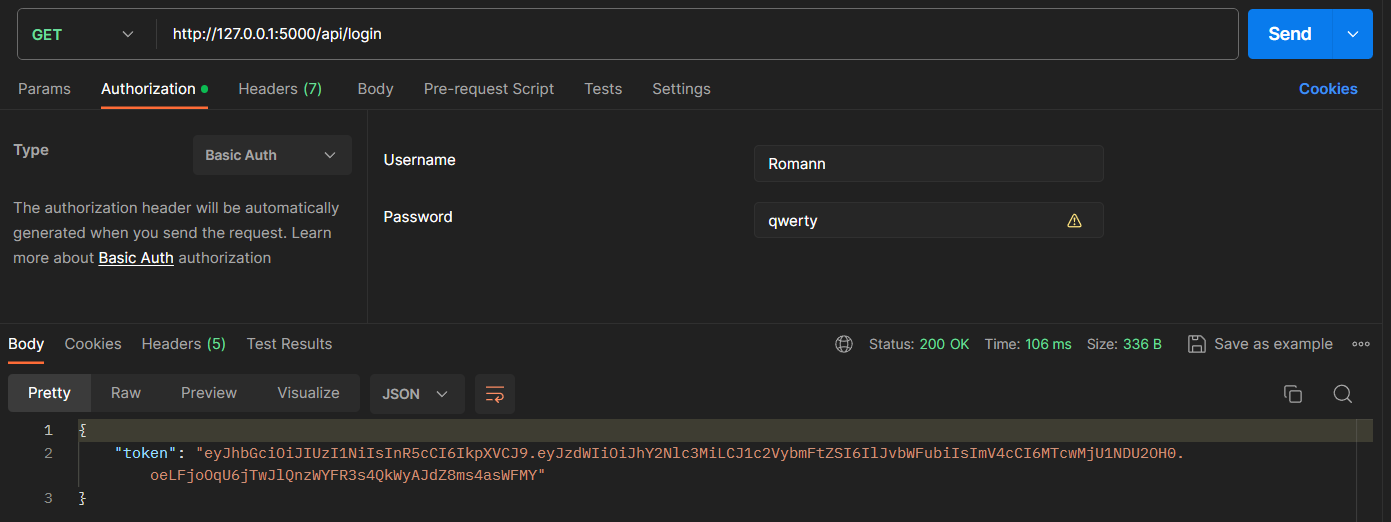 GET http://127.0.0.1:5000/api/login Send
Params Authorization Headers (7) Body Pre-request Script Tests Settings Cookies
Type Basic Auth
The authorization header will be automatically
generated when you send the request. Learn
more about Basic Auth authorization
Username Romann
Password qwerty
Body Cookies Headers (5) Test Results Status: 200 OK Time: 106 ms Size: 336 B Save as example
Pretty Raw Preview Visualize JSON
1 {
2 "token": "eyJhbGciOiJIUzI1NiIsInR5cCI6IkpXVCJ9.eyJzdWIiOiJhY2Nlc3MiLCJ1c2VybmFtZSI6IlJvbWFubiIsImV4cCI6MTcwMjU1NDU2OH0.
oeLFjoOqU6jTwJlQnzWYFR3s4QkWyAJdZ8ms4asWFMY"
3 }